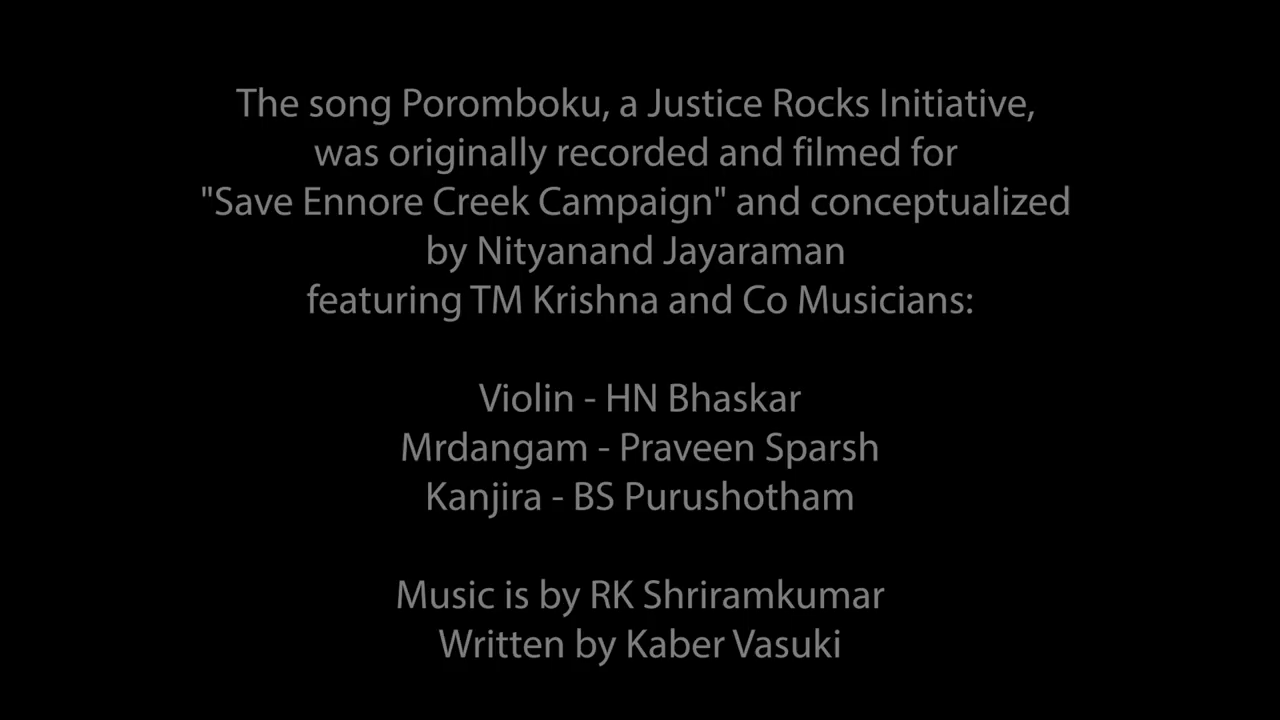 The song Poromboku, a Justice Rocks Initiative,
was originally recorded and filmed for
"Save Ennore Creek Campaign" and conceptualized
by Nityanand Jayaraman
featuring TM Krishna and Co Musicians:
Violin - HN Bhaskar
Mrdangam - Praveen Sparsh
Kanjira - BS Purushotham
Music is by RK Shriramkumar
Written by Kaber Vasuki